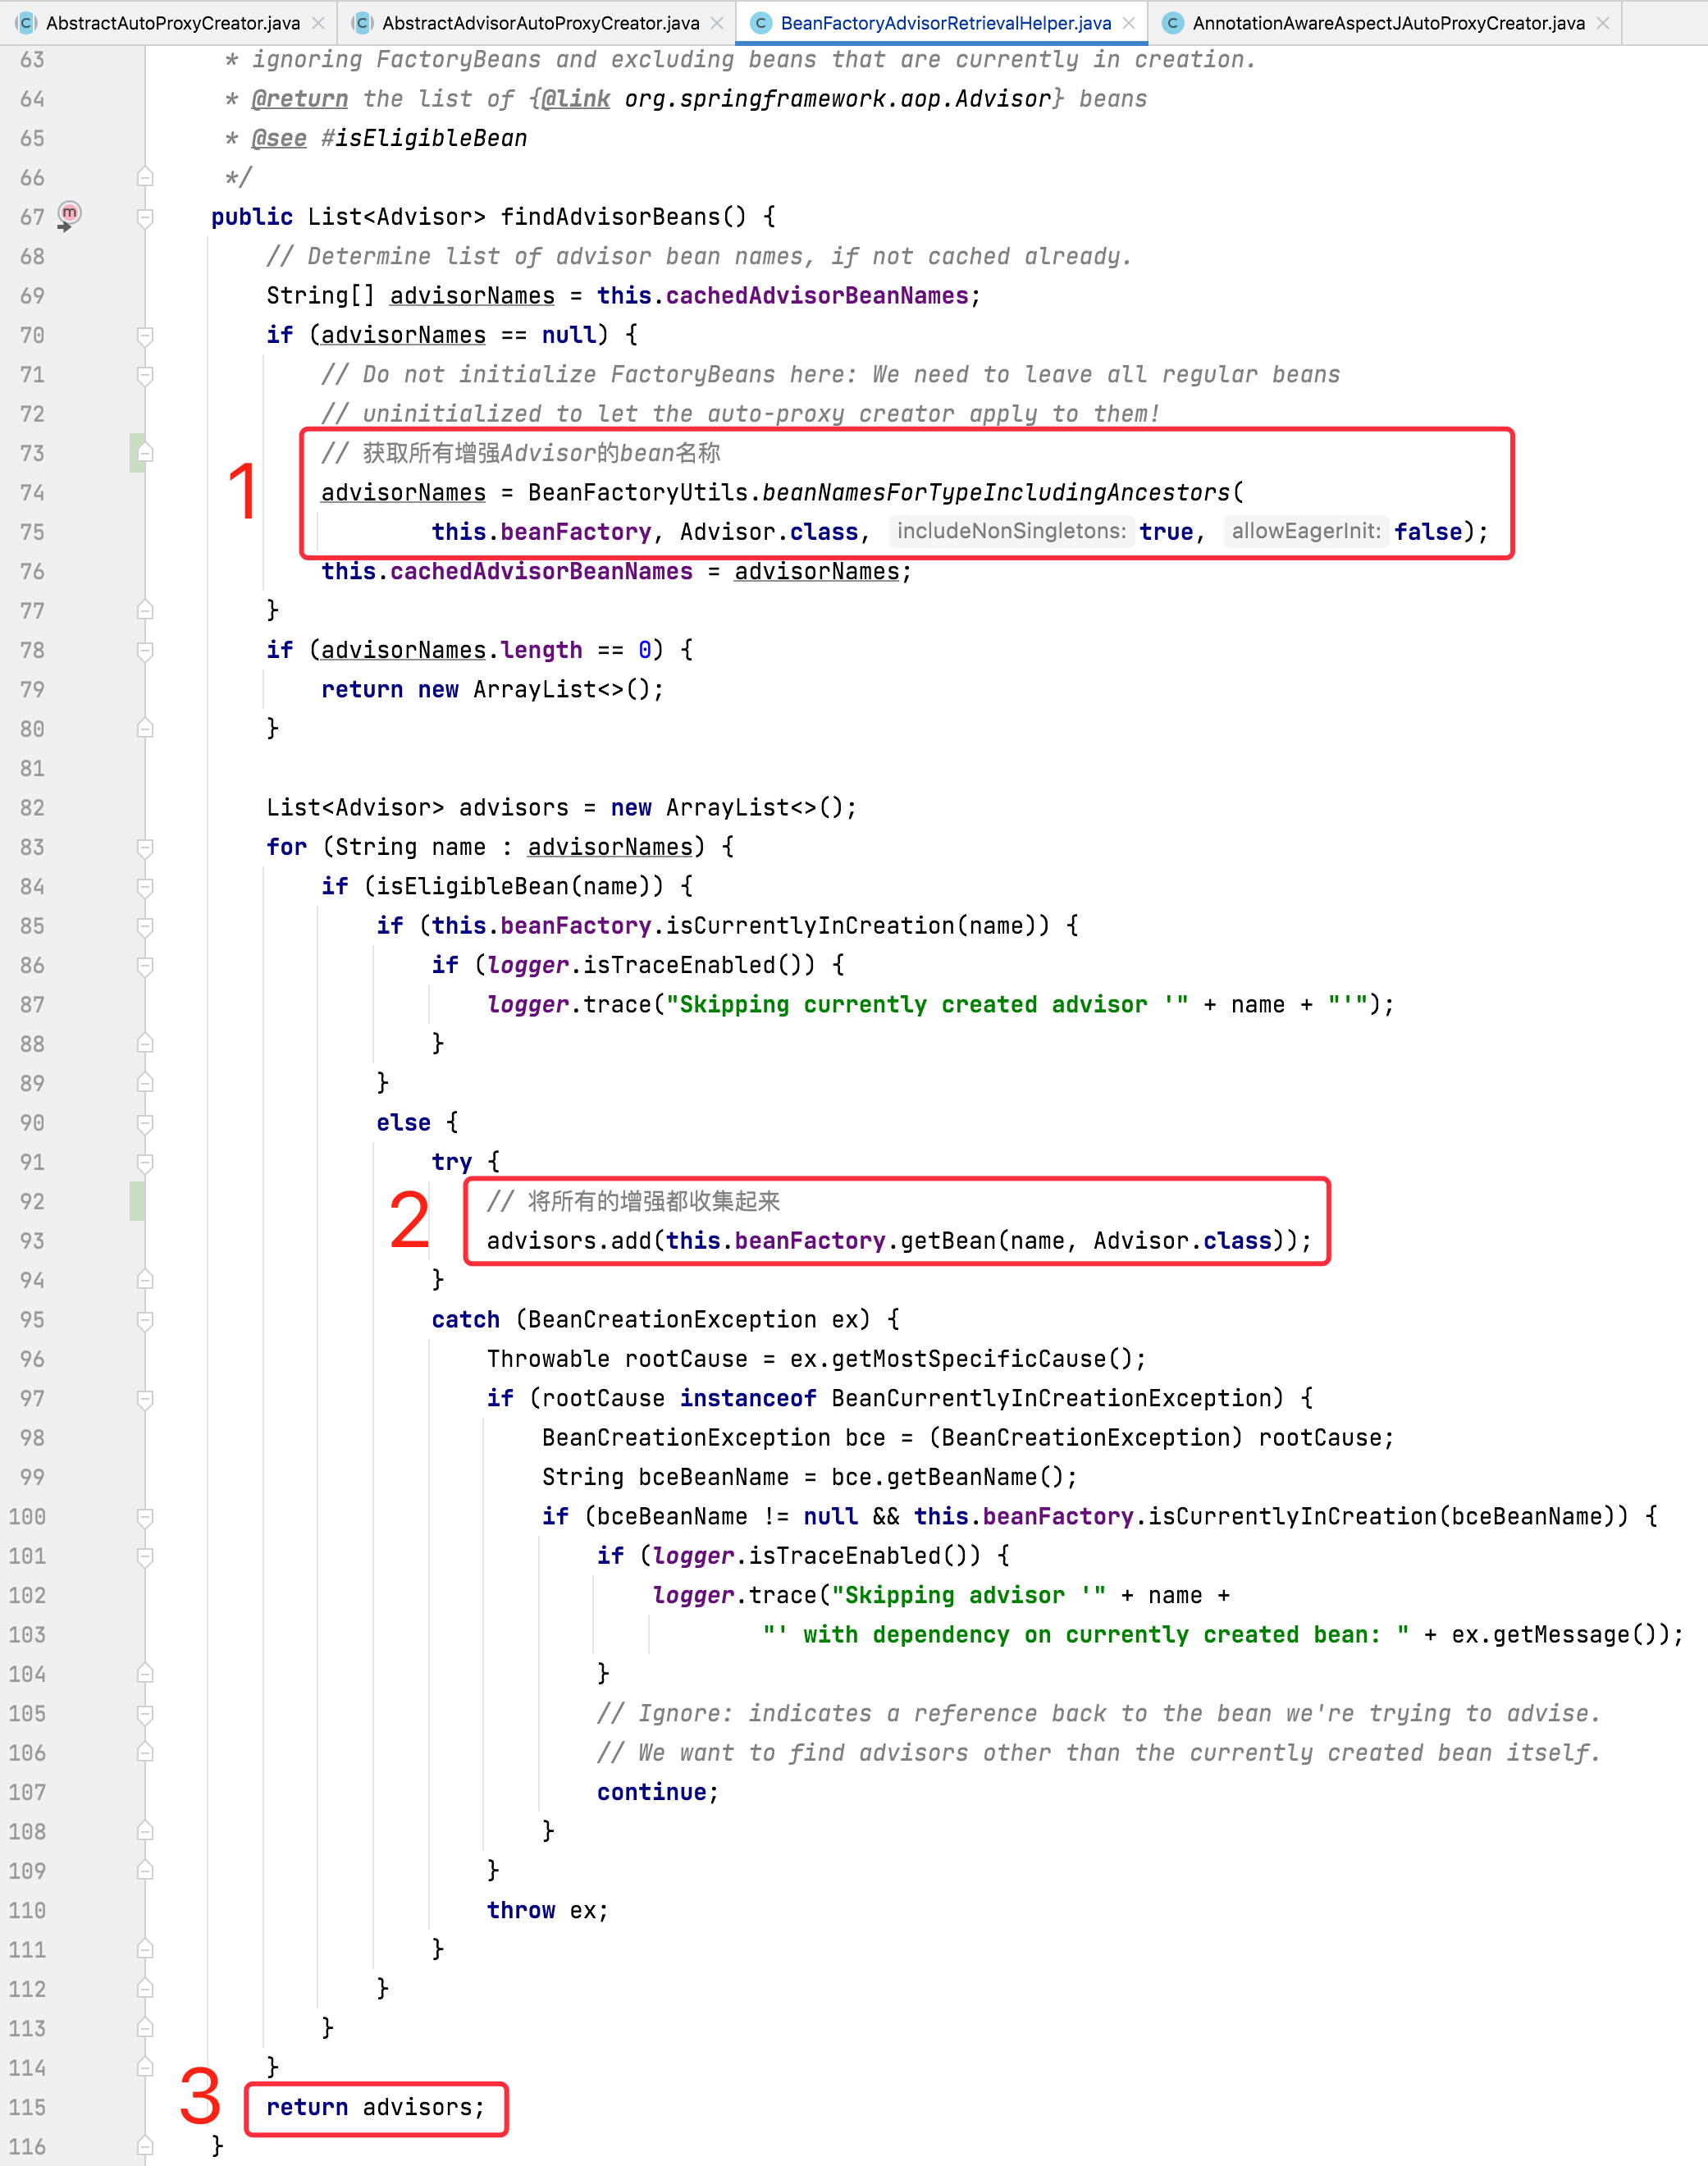 AbstractAutoProxyCreator.java AbstractAdvisorAutoProxyCreator.java BeanFactoryAdvisorRetrievalHelper.java AnnotationAwareAspectJAutoProxyCreator.java
63 * ignoring FactoryBeans and excluding beans that are currently in creation.
64 * @return the list of {@link org.springframework.aop.Advisor} beans
65 * @see #isEligibleBean
66 */
67 public List<Advisor> findAdvisorBeans() {
68 // Determine list of advisor bean names, if not cached already.
69 String[] advisorNames = this.cachedAdvisorBeanNames;
70 if (advisorNames == null) {
71 // Do not initialize FactoryBeans here: We need to leave all regular beans
72 // uninitialized to let the auto-proxy creator apply to them!
73 // 获取所有增强Advisor的bean名称
1
74 advisorNames = BeanFactoryUtils.beanNamesForTypeIncludingAncestors(
75 this.beanFactory, Advisor.class, includeNonSingletons: true, allowEagerInit: false);
76 this.cachedAdvisorBeanNames = advisorNames;
77 }
78 if (advisorNames.length == 0) {
79 return new ArrayList<>();
80 }
81
82 List<Advisor> advisors = new ArrayList<>();
83 for (String name : advisorNames) {
84 if (isEligibleBean(name)) {
85 if (this.beanFactory.isCurrentlyInCreation(name)) {
86 if (logger.isTraceEnabled()) {
87 logger.trace("Skipping currently created advisor '" + name + "'");
88 }
89 }
90 else {
91 try {
92 // 将所有的增强都收集起来
2
93 advisors.add(this.beanFactory.getBean(name, Advisor.class));
94 }
95 catch (BeanCreationException ex) {
96 Throwable rootCause = ex.getMostSpecificCause();
97 if (rootCause instanceof BeanCurrentlyInCreationException) {
98 BeanCreationException bce = (BeanCreationException) rootCause;
99 String bceBeanName = bce.getBeanName();
100 if (bceBeanName != null && this.beanFactory.isCurrentlyInCreation(bceBeanName)) {
101 if (logger.isTraceEnabled()) {
102 logger.trace("Skipping advisor '" + name +
103 "' with dependency on currently created bean: " + ex.getMessage());
104 }
105 // Ignore: indicates a reference back to the bean we're trying to advise.
106 // We want to find advisors other than the currently created bean itself.
107 continue;
108 }
109 }
110 throw ex;
111 }
112 }
113 }
114 }
3
115 return advisors;
116 }